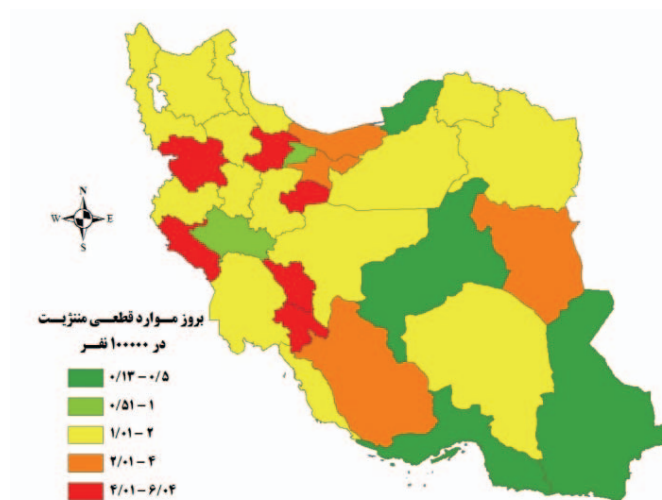 N
W E
S
بروز موارد قطعی مننژیت
در ۱۰۰۰۰۰ نفر
۰/۱۳ - ۰/۵
۰/۵۱ - ۱
۱/۰۱ - ۲
۲/۰۱ - ۴
۴/۰۱ - ۶/۰۴